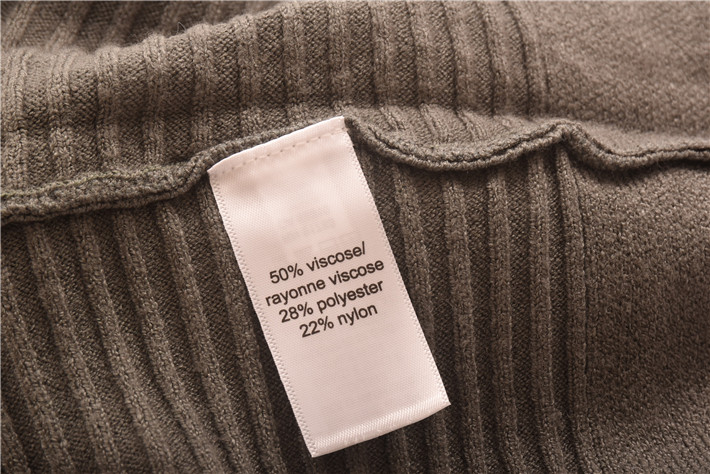 50% viscose/
rayonne viscose
28% polyester
22% nylon